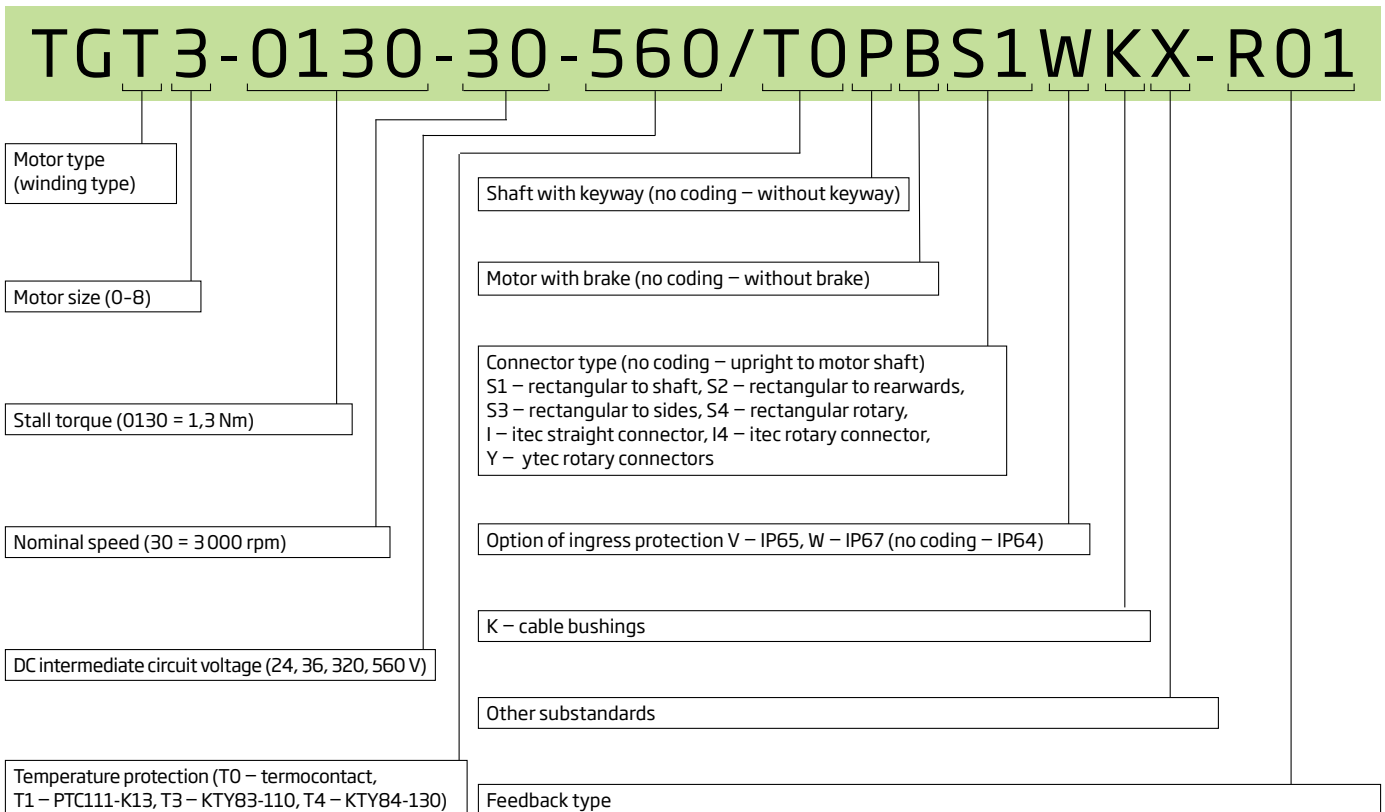 TGT3-0130-30-560/T0PBS1WKX-R01
Motor type
(winding type)
Motor size (0–8)
Stall torque (0130 = 1,3 Nm)
Nominal speed (30 = 3 000 rpm)
DC intermediate circuit voltage (24, 36, 320, 560 V)
Temperature protection (T0 – termocontact,
T1 – PTC111-K13, T3 – KTY83-110, T4 – KTY84-130)
Shaft with keyway (no coding – without keyway)
Motor with brake (no coding – without brake)
Connector type (no coding – upright to motor shaft)
S1 – rectangular to shaft, S2 – rectangular to rearwards,
S3 – rectangular to sides, S4 – rectangular rotary,
I – itec straight connector, I4 – itec rotary connector,
Y – ytec rotary connectors
Option of ingress protection V – IP65, W – IP67 (no coding – IP64)
K – cable bushings
Other substandards
Feedback type